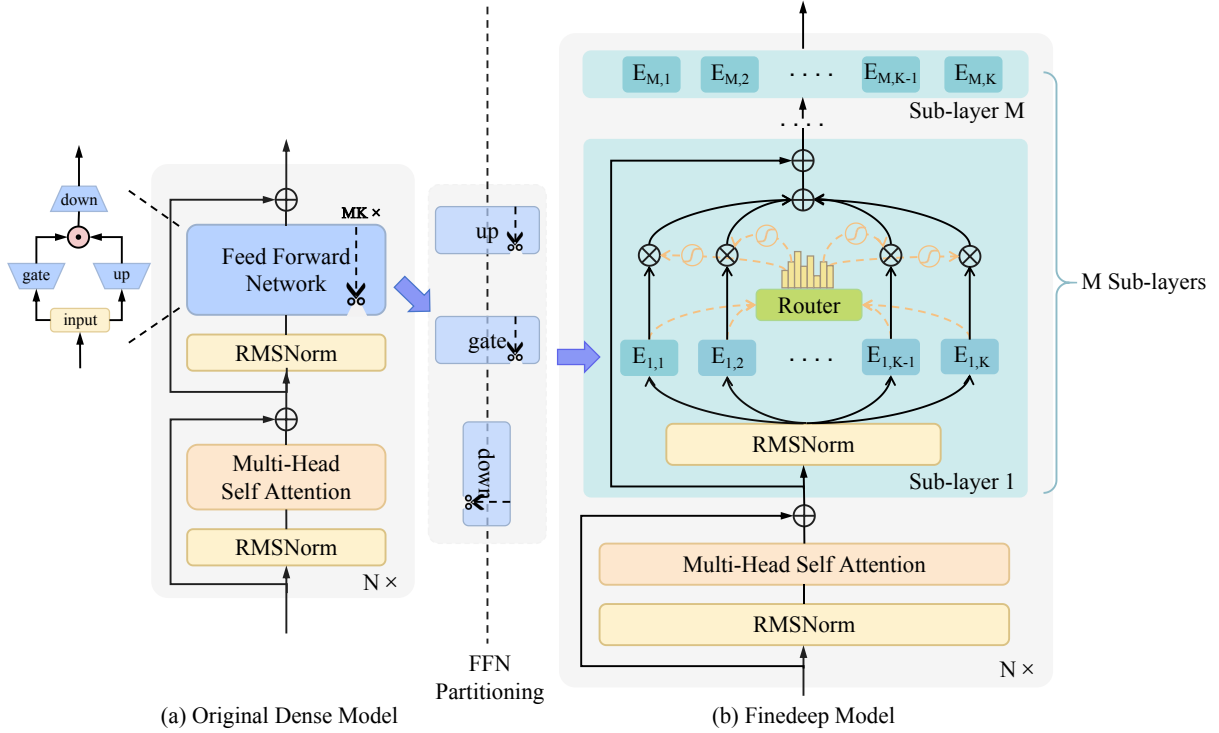 down
gate
up
input
MK ×
Feed Forward
Network
RMSNorm
Multi-Head
Self Attention
RMSNorm
N ×
(a) Original Dense Model
up
gate
down
FFN
Partitioning
E_{M,1}
E_{M,2}
. . . .
E_{M,K-1}
E_{M,K}
Sub-layer M
. . . .
Router
E_{1,1}
E_{1,2}
. . . .
E_{1,K-1}
E_{1,K}
RMSNorm
Sub-layer 1
Multi-Head Self Attention
RMSNorm
N ×
M Sub-layers
(b) Finedeep Model